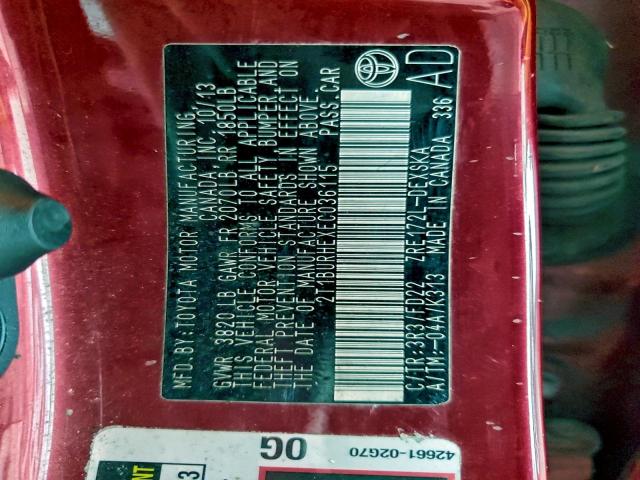 MFD.BY:TOYOTA MOTOR MANUFACTURING
CANADA INC. 10/13
GVWR 3820 LB GAWR FR 2070LB RR 1850LB
THIS VEHICLE CONFORMS TO ALL APPLICABLE
FEDERAL MOTOR VEHICLE SAFETY BUMPER,AND
THEFT PREVENTION STANDARDS IN EFFECT ON
THE DATE OF MANUFACTURE SHOWN ABOVE.
2T1BURHEXEC036115 PASS.CAR
C/TR:3R3/FD22 ZRE172L-DEXSKA
A/TM:-04A/K313 MADE IN CANADA 336
AD
0G
42661-02G70